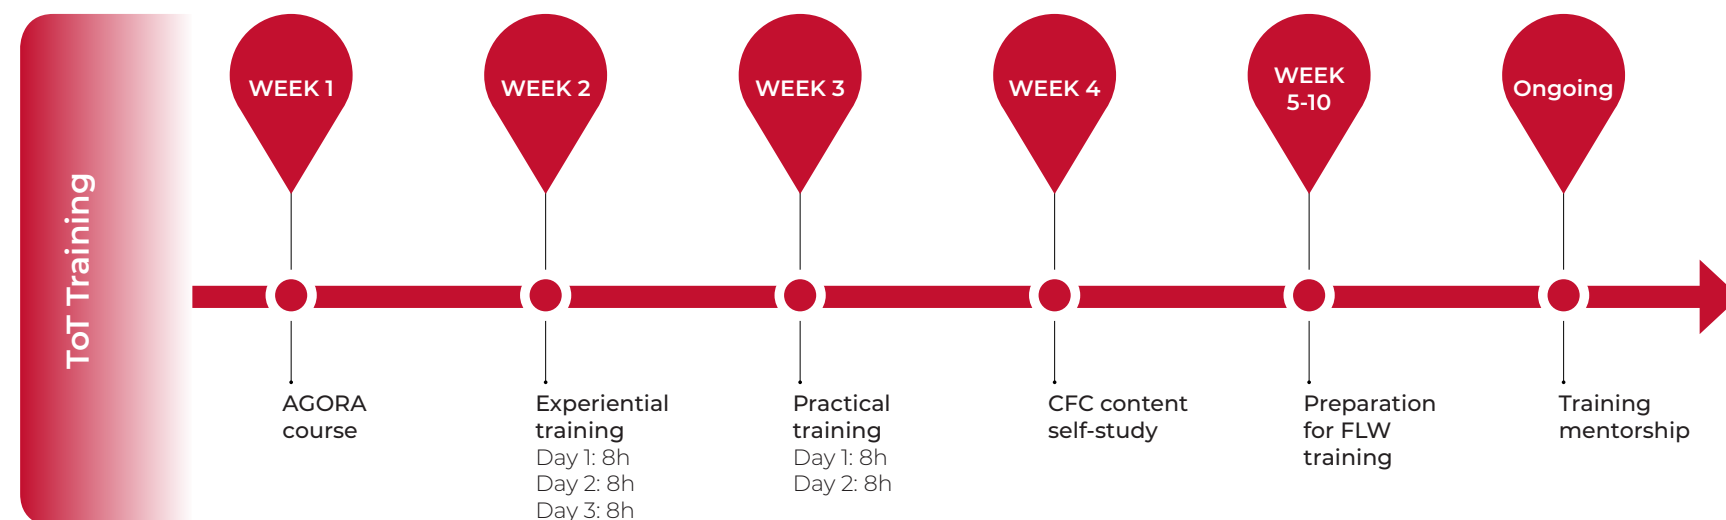 ToT Training
WEEK 1
WEEK 2
WEEK 3
WEEK 4
WEEK
5-10
Ongoing
AGORA
course
Experiential
training
Day 1: 8h
Day 2: 8h
Day 3: 8h
Practical
training
Day 1: 8h
Day 2: 8h
CFC content
self-study
Preparation
for FLW
training
Training
mentorship